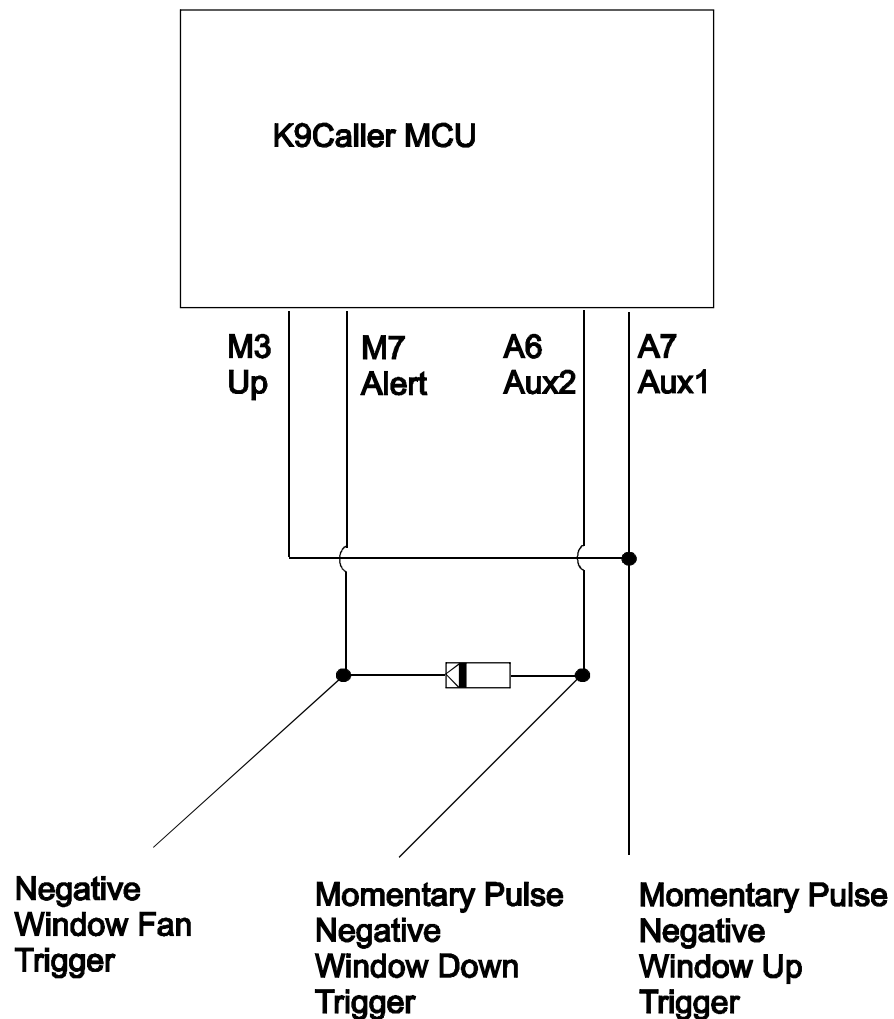 K9Caller MCU
M3
Up
M7
Alert
A6
Aux2
A7
Aux1
Negative
Window Fan
Trigger
Momentary Pulse
Negative
Window Down
Trigger
Momentary Pulse
Negative
Window Up
Trigger